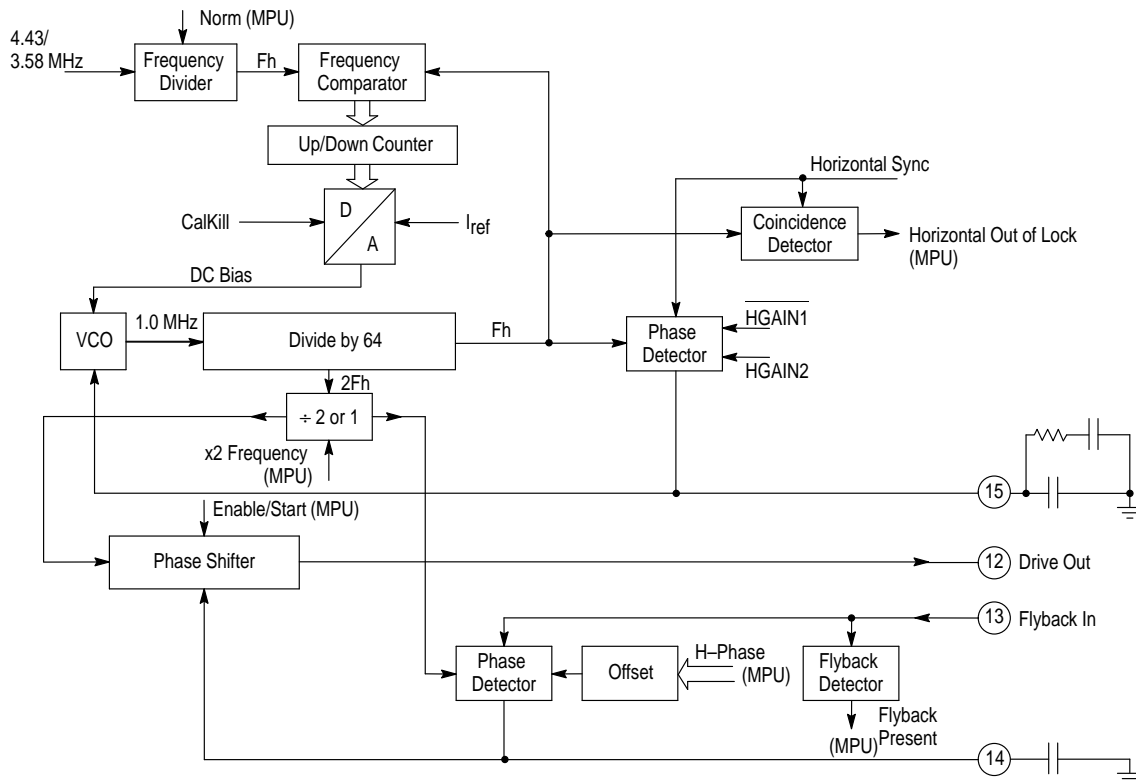 Norm (MPU)
4.43/
3.58 MHz
Frequency
Divider
Fh
Frequency
Comparator
Up/Down Counter
Horizontal Sync
CalKill
D
A
Iref
Coincidence
Detector
Horizontal Out of Lock
(MPU)
DC Bias
VCO
1.0 MHz
Divide by 64
Fh
Phase
Detector
HGAIN1
HGAIN2
2Fh
÷ 2 or 1
x2 Frequency
(MPU)
15
Enable/Start (MPU)
Phase Shifter
12
Drive Out
13
Flyback In
Phase
Detector
Offset
H–Phase
(MPU)
Flyback
Detector
Flyback
Present
(MPU)
14